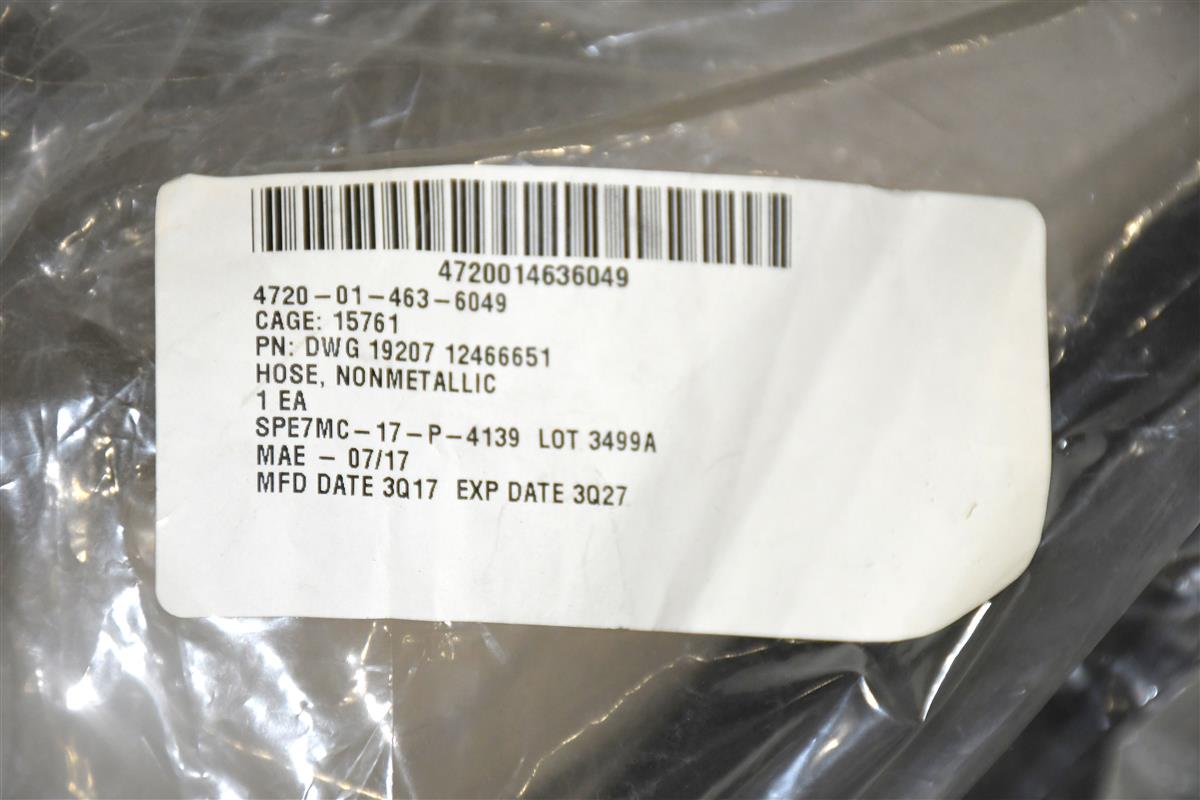 4720014636049
4720-01-463-6049
CAGE: 15761
PN: DWG 19207 12466651
HOSE, NONMETALLIC
1 EA
SPE7MC-17-P-4139 LOT 3499A
MAE - 07/17
MFD DATE 3Q17 EXP DATE 3Q27